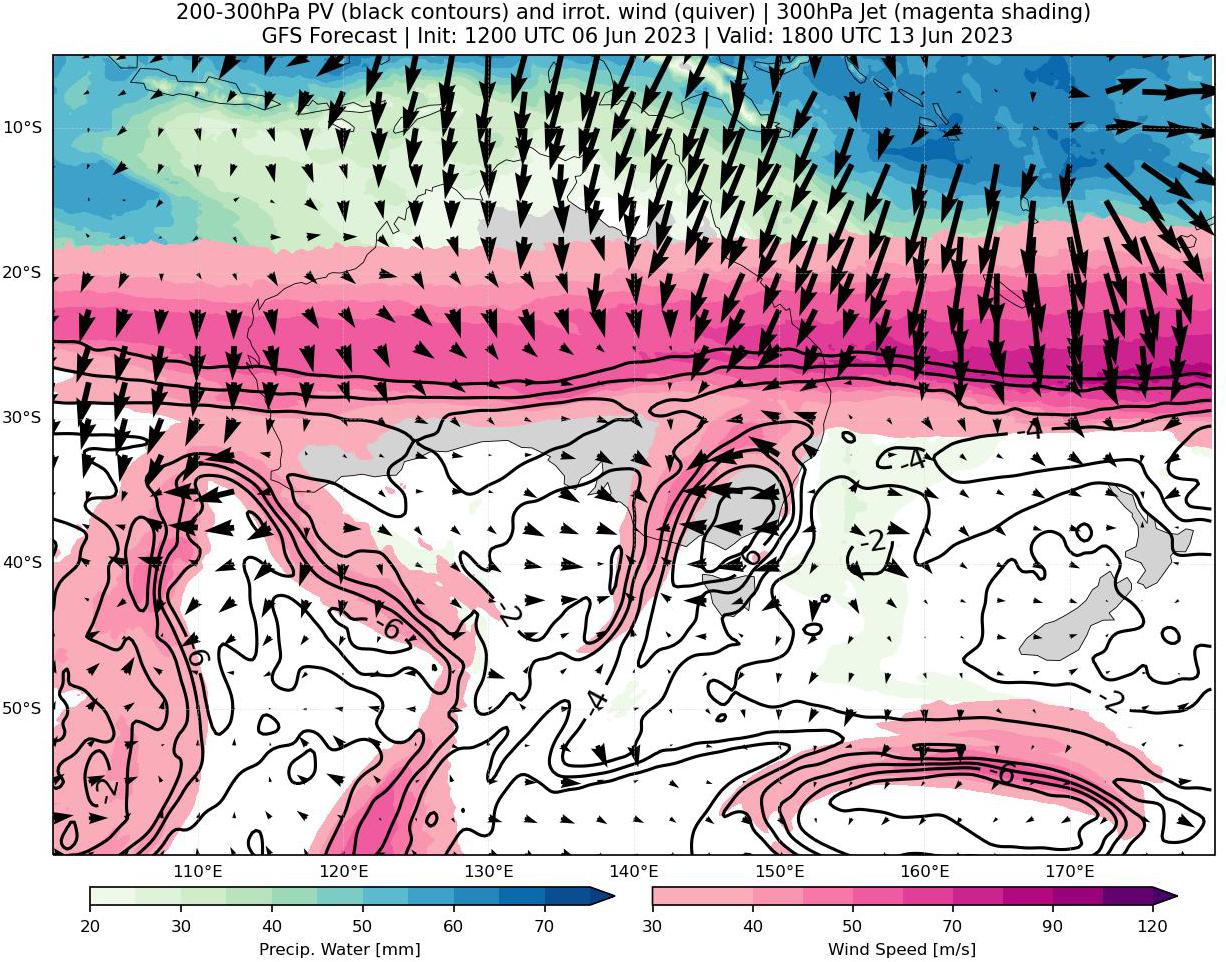 200-300hPa PV (black contours) and irrot. wind (quiver) | 300hPa Jet (magenta shading)
GFS Forecast | Init: 1200 UTC 06 Jun 2023 | Valid: 1800 UTC 13 Jun 2023
10°S
20°S
30°S
-4
-4
-2
40°S
-2
-6
-6
50°S
-4
-2
-6
-2
110°E 120°E 130°E 140°E 150°E 160°E 170°E
20 30 40 50 60 70
30 40 50 70 90 120
Precip. Water [mm]
Wind Speed [m/s]